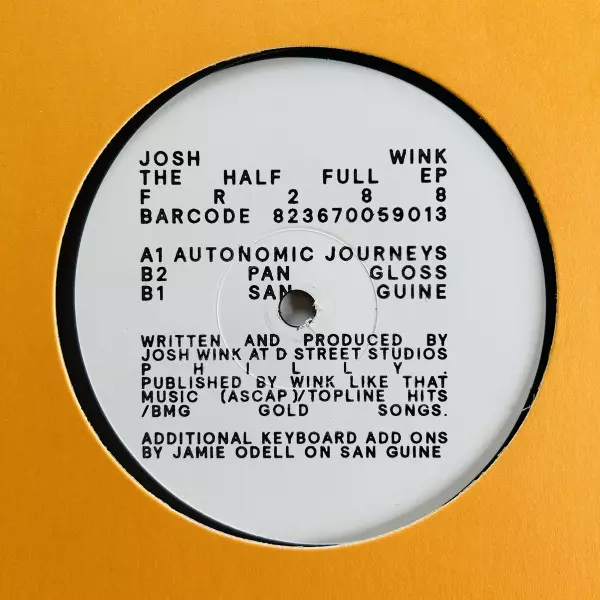 JOSH WINK
THE HALF FULL EP
F R 2 8 8
BARCODE 823670059013
A1 AUTONOMIC JOURNEYS
B2 PAN GLOSS
B1 SAN GUINE
WRITTEN AND PRODUCED BY
JOSH WINK AT D STREET STUDIOS
P H I L L Y .
PUBLISHED BY WINK LIKE THAT
MUSIC (ASCAP)/TOPLINE HITS
/BMG GOLD SONGS.
ADDITIONAL KEYBOARD ADD ONS
BY JAMIE ODELL ON SAN GUINE